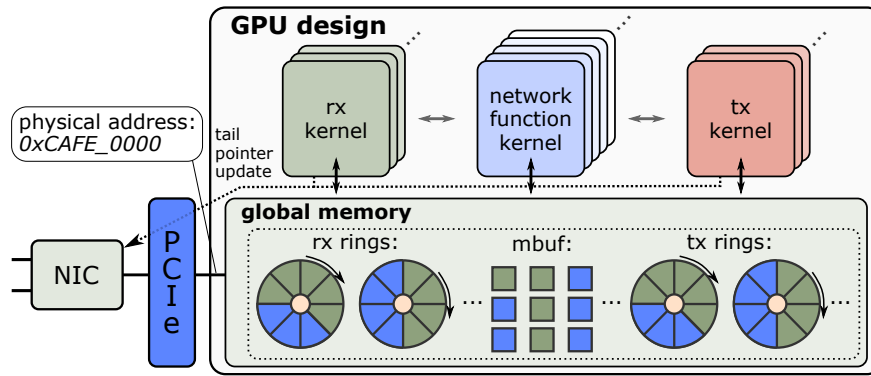 GPU design
rx
kernel
network
function
kernel
tx
kernel
physical address:
0xCAFE_0000
tail
pointer
update
global memory
rx rings:
mbuf:
tx rings:
NIC
PCIe
...
...
...